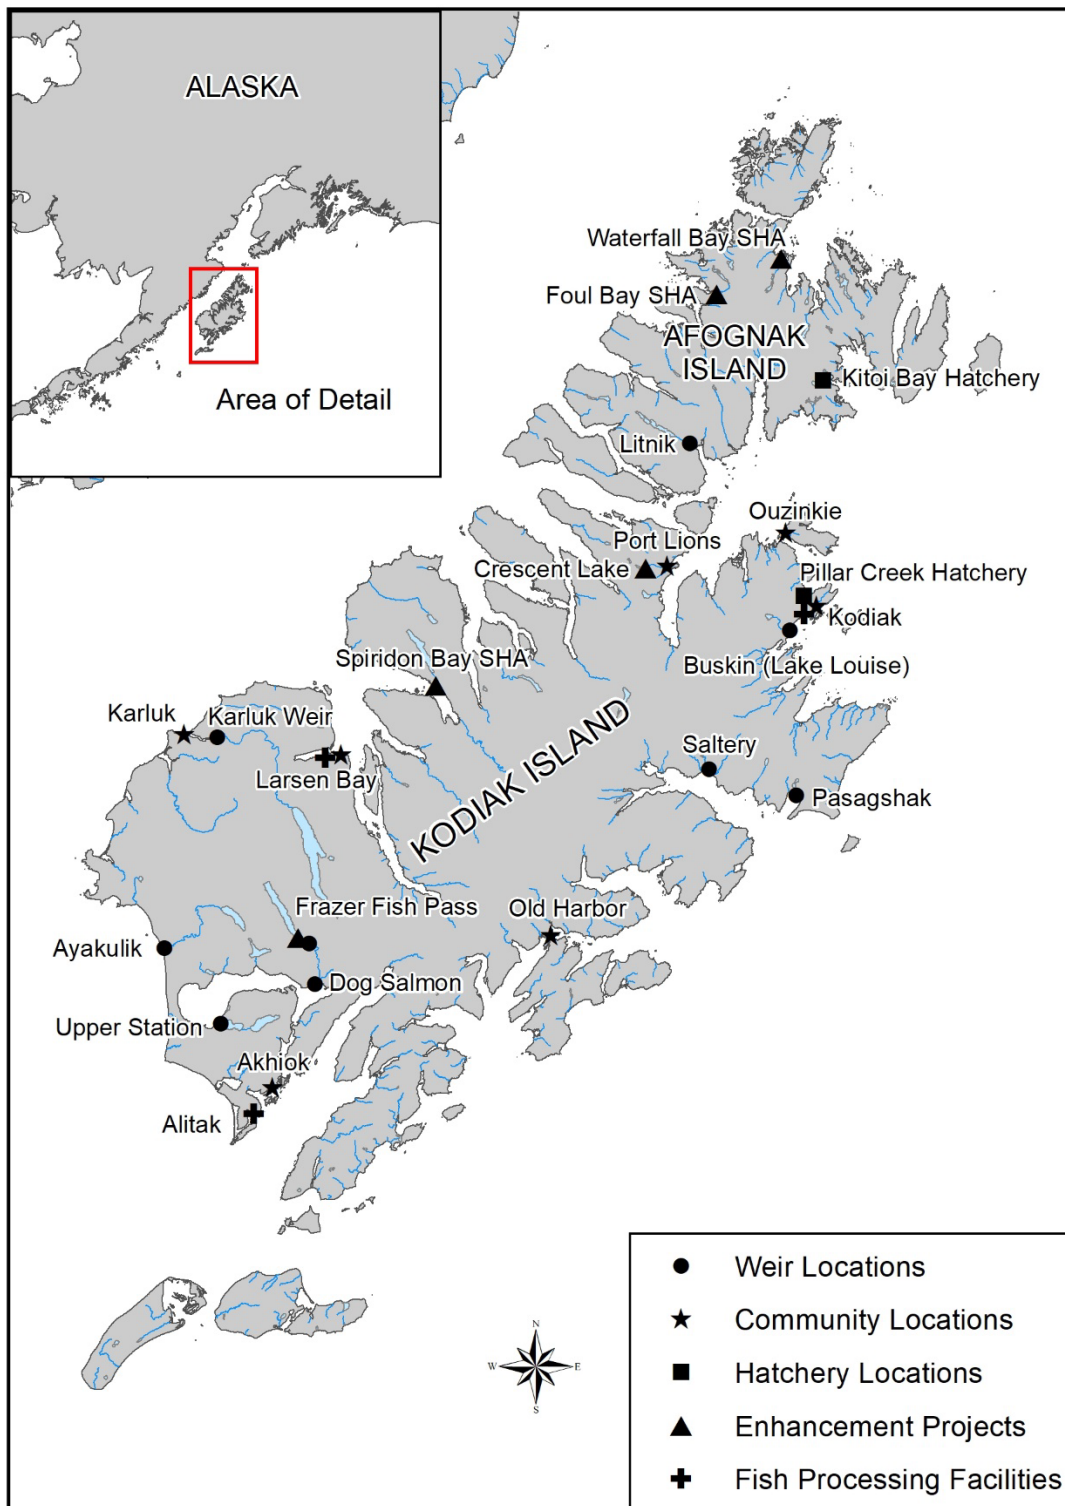 ALASKA
Area of Detail
Waterfall Bay SHA
Foul Bay SHA
AFOGNAK
ISLAND
Kitoi Bay Hatchery
Litnik
Ouzinkie
Port Lions
Crescent Lake
Pillar Creek Hatchery
Kodiak
Buskin (Lake Louise)
Spiridon Bay SHA
Karluk
Karluk Weir
Larsen Bay
KODIAK ISLAND
Saltery
Pasagshak
Frazer Fish Pass
Old Harbor
Ayakulik
Dog Salmon
Upper Station
Akhiok
Alitak
N
W
E
S
Weir Locations
Community Locations
Hatchery Locations
Enhancement Projects
Fish Processing Facilities